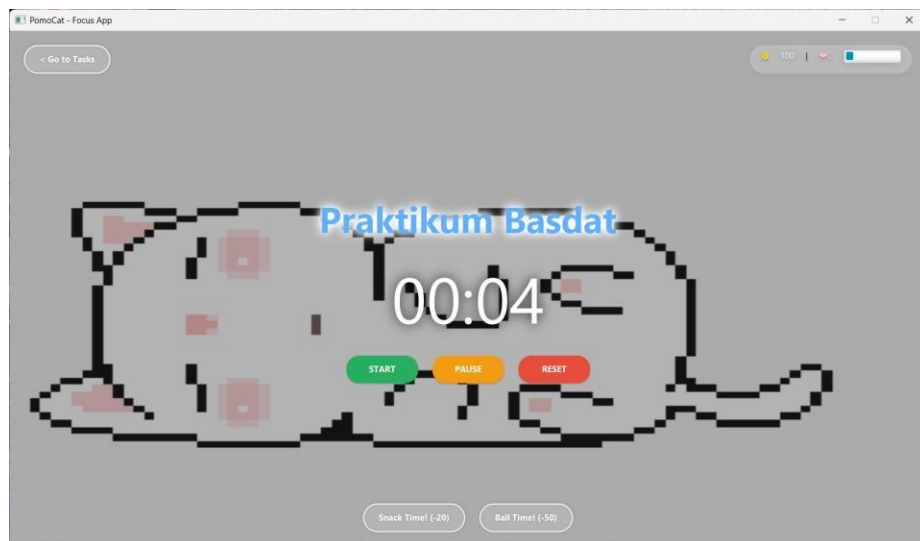 PomoCat - Focus App
< Go to Tasks
100 |
Praktikum Basdat
00:04
START PAUSE RESET
Snack Time! (-20) Ball Time! (-50)